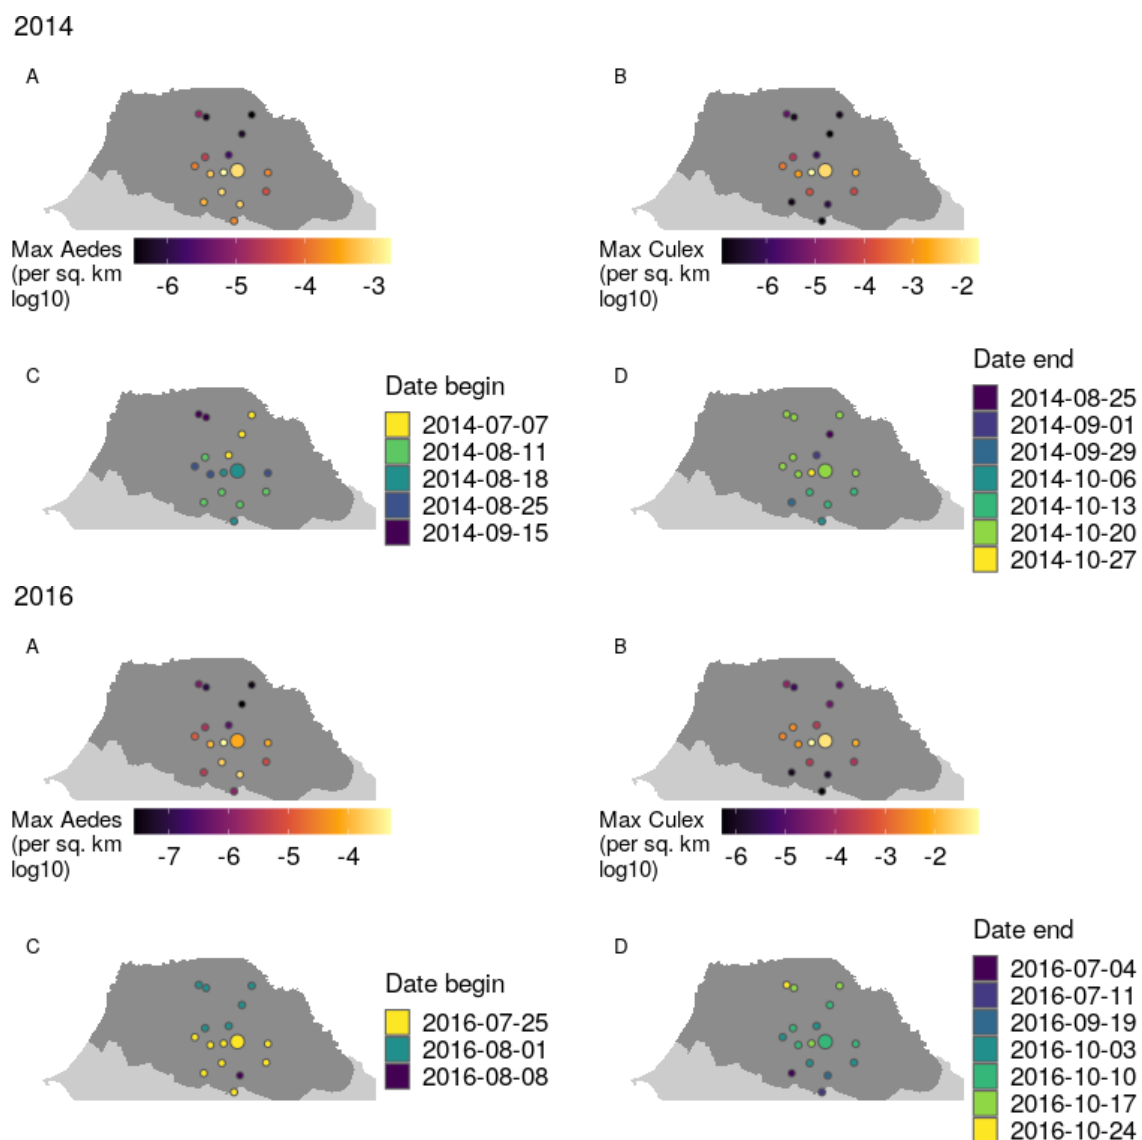 2014
A
B
Max Aedes
(per sq. km
log10)
-6 -5 -4 -3
Max Culex
(per sq. km
log10)
-6 -5 -4 -3 -2
C
Date begin
2014-07-07
2014-08-11
2014-08-18
2014-08-25
2014-09-15
D
Date end
2014-08-25
2014-09-01
2014-09-29
2014-10-06
2014-10-13
2014-10-20
2014-10-27
2016
A
B
Max Aedes
(per sq. km
log10)
-7 -6 -5 -4
Max Culex
(per sq. km
log10)
-6 -5 -4 -3 -2
C
Date begin
2016-07-25
2016-08-01
2016-08-08
D
Date end
2016-07-04
2016-07-11
2016-09-19
2016-10-03
2016-10-10
2016-10-17
2016-10-24